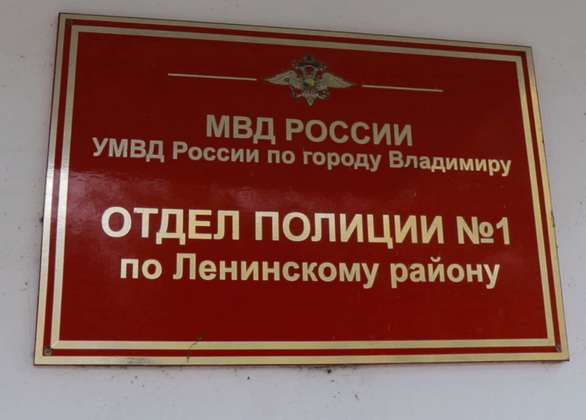 МВД РОССИИ
УМВД России по городу Владимиру
ОТДЕЛ ПОЛИЦИИ №1
по Ленинскому району